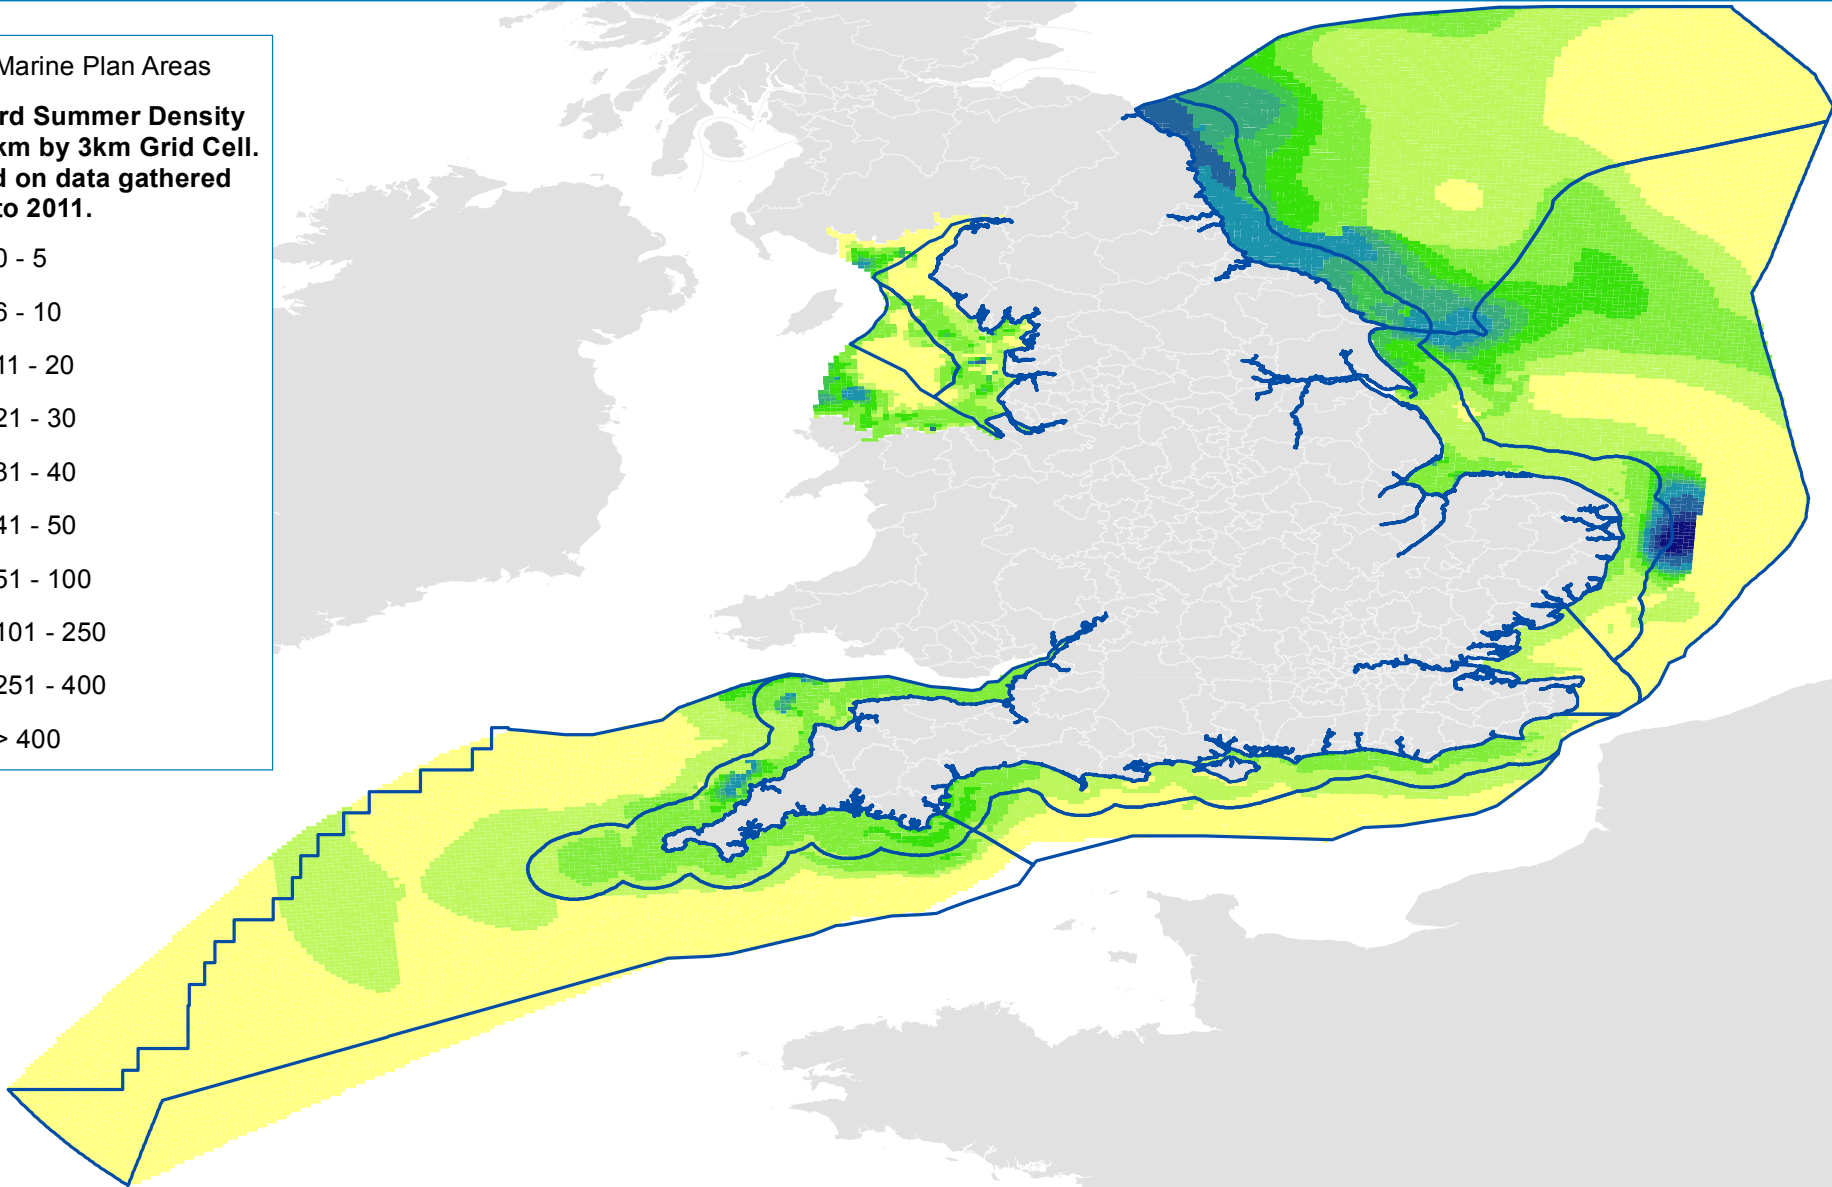 Marine Plan Areas
rd Summer Density
km by 3km Grid Cell.
d on data gathered
to 2011.
0 - 5
6 - 10
11 - 20
21 - 30
31 - 40
41 - 50
51 - 100
101 - 250
251 - 400
> 400